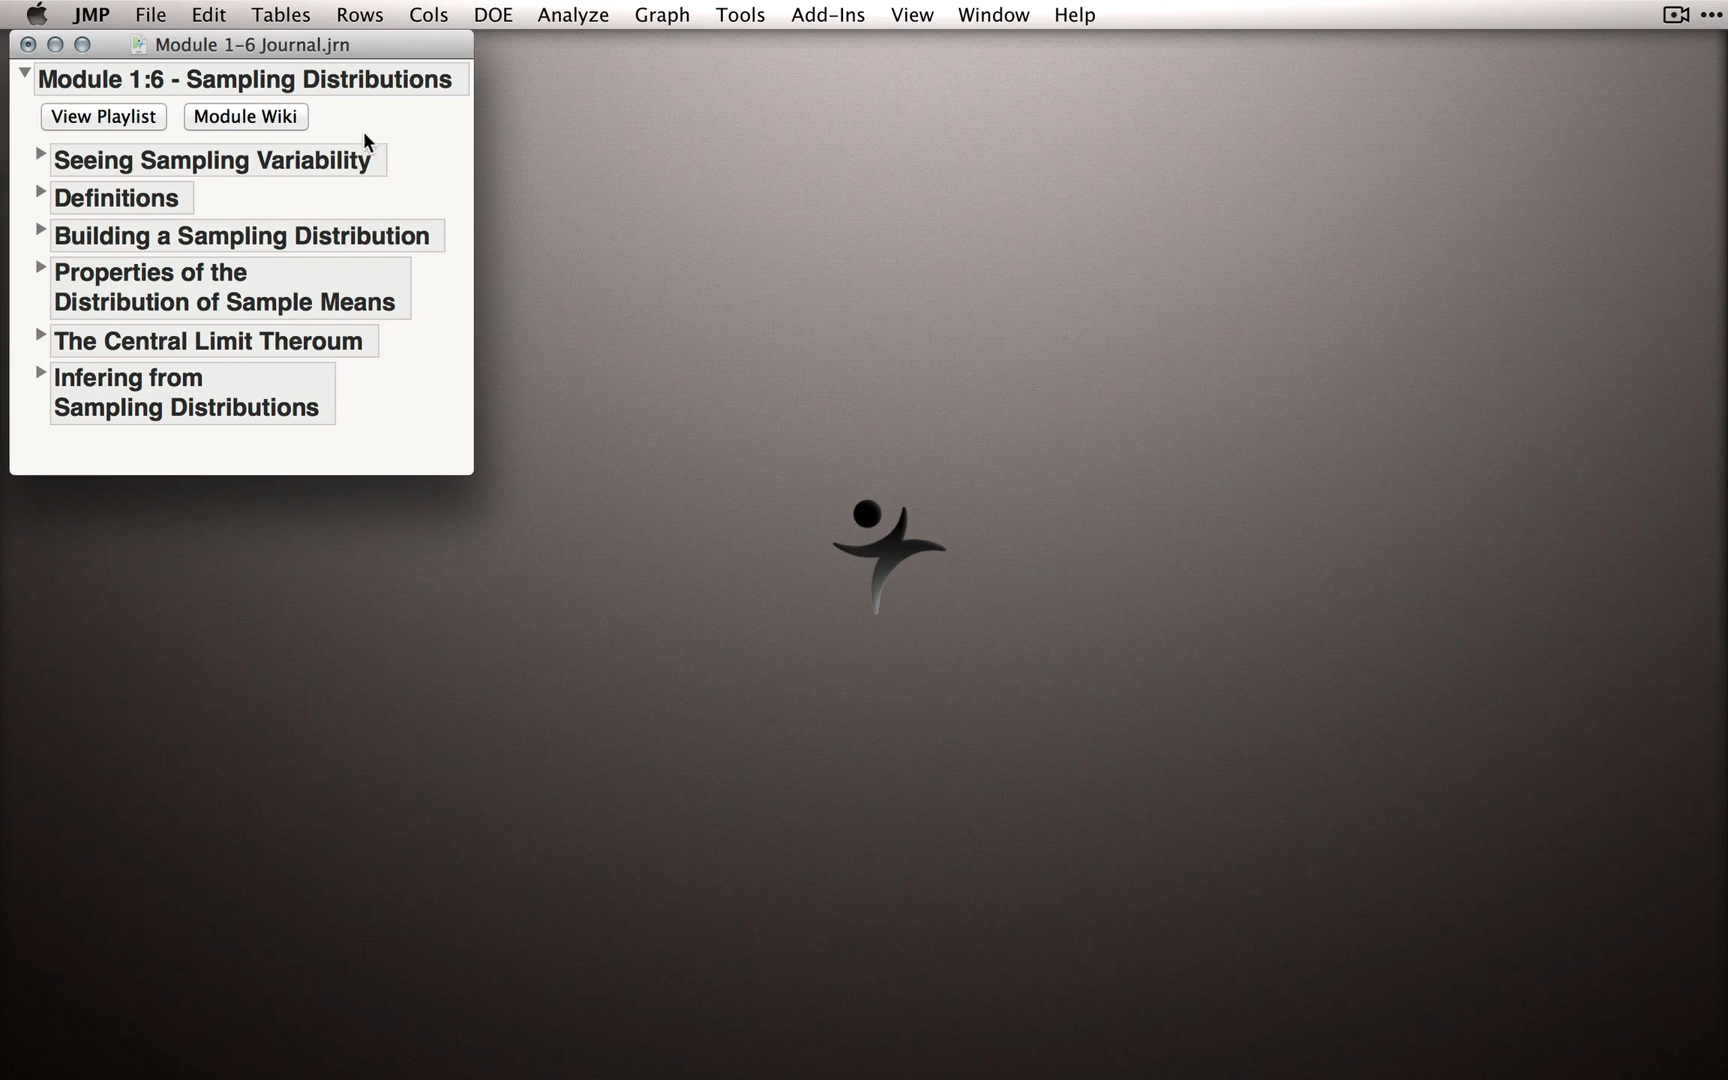 JMP File Edit Tables Rows Cols DOE Analyze Graph Tools Add-Ins View Window Help
Module 1-6 Journal.jrn
Module 1:6 - Sampling Distributions
View Playlist Module Wiki
Seeing Sampling Variability
Definitions
Building a Sampling Distribution
Properties of the
Distribution of Sample Means
The Central Limit Theroum
Infering from
Sampling Distributions